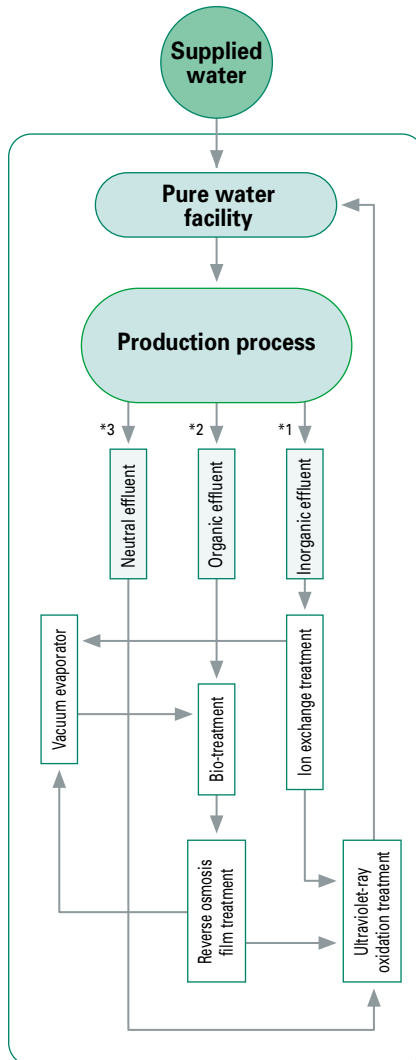 Supplied
water
Pure water
facility
Production process
*3
*2
*1
Neutral effluent
Organic effluent
Inorganic effluent
Vacuum evaporator
Bio-treatment
Ion exchange treatment
Reverse osmosis
film treatment
Ultraviolet-ray
oxidation treatment